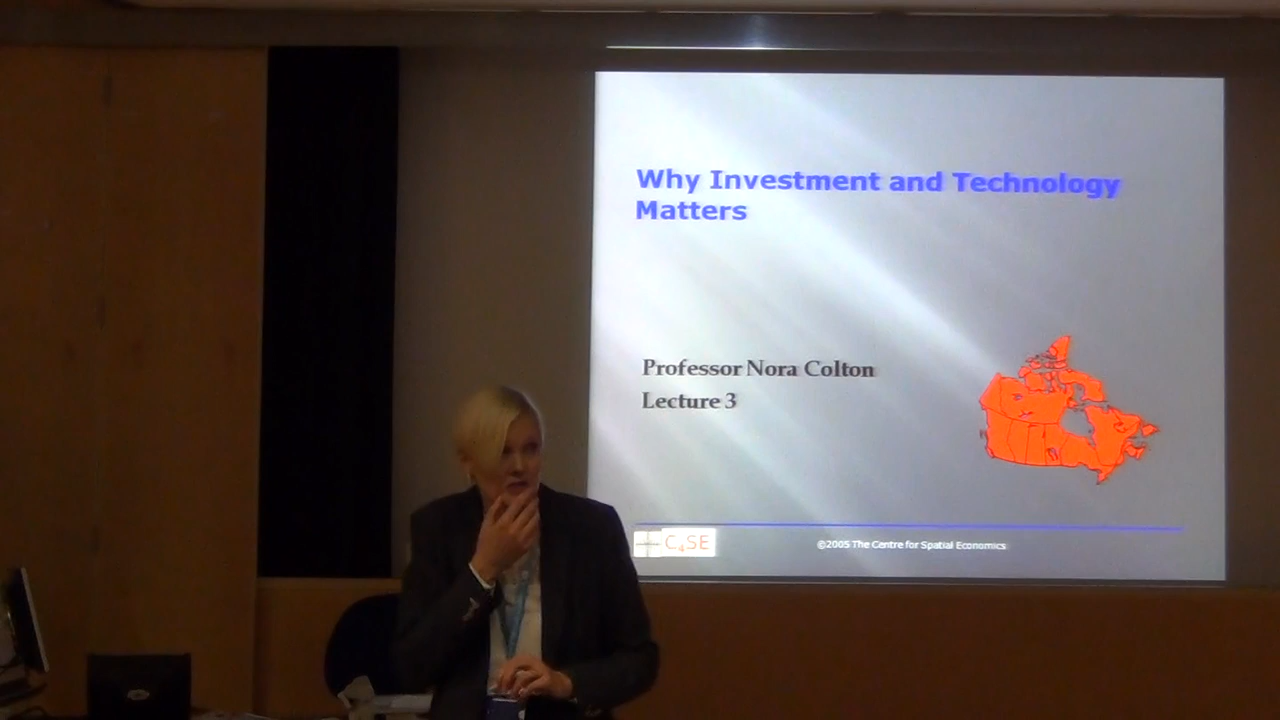 Why Investment and Technology
Matters
Professor Nora Colton
Lecture 3
C4SE
©2005 The Centre for Spatial Economics